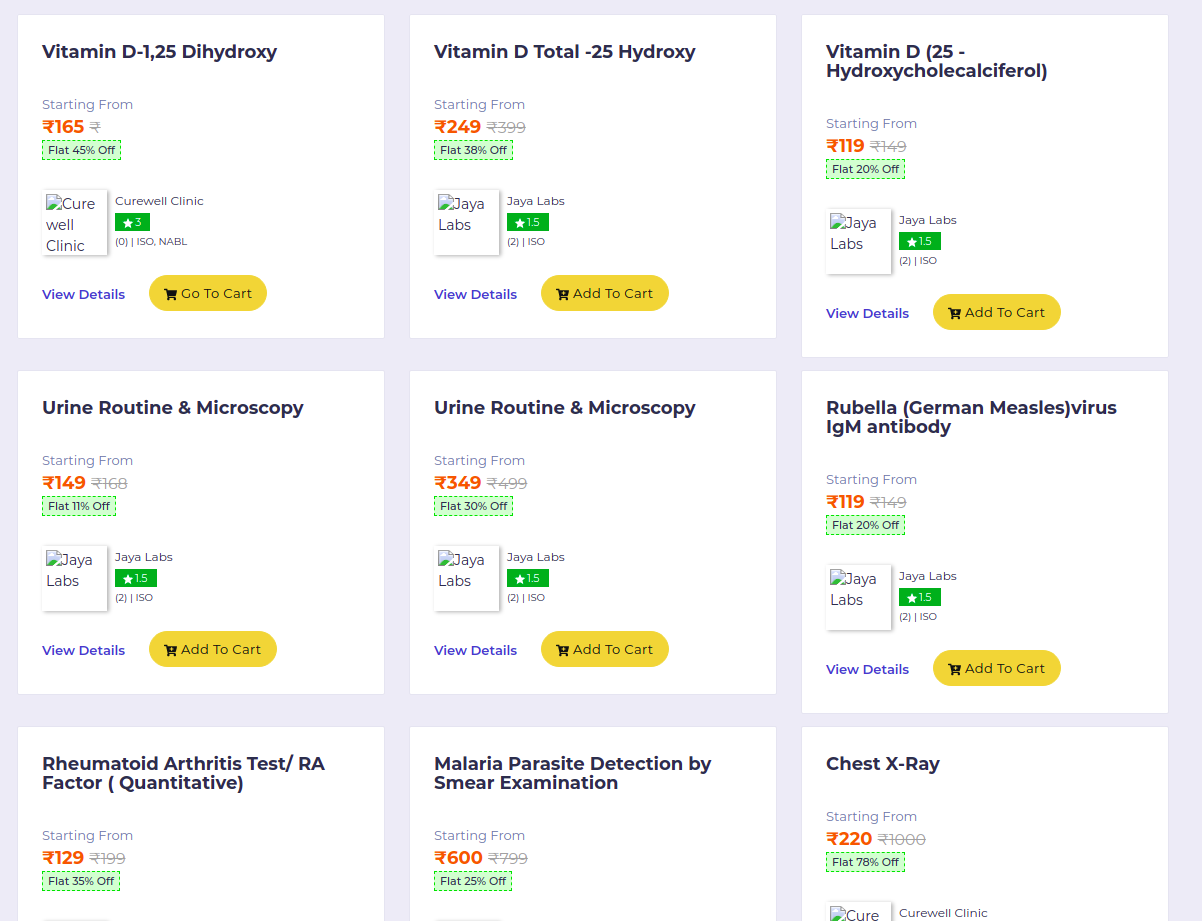 Vitamin D-1,25 Dihydroxy
Starting From
₹165 ₹
Flat 45% Off
Cure
well
Clinic
Curewell Clinic
★3
(0) | ISO, NABL
View Details
Go To Cart
Vitamin D Total -25 Hydroxy
Starting From
₹249 ₹399
Flat 38% Off
Jaya
Labs
Jaya Labs
★1.5
(2) | ISO
View Details
Add To Cart
Vitamin D (25 -
Hydroxycholecalciferol)
Starting From
₹119 ₹149
Flat 20% Off
Jaya
Labs
Jaya Labs
★1.5
(2) | ISO
View Details
Add To Cart
Urine Routine & Microscopy
Starting From
₹149 ₹168
Flat 11% Off
Jaya
Labs
Jaya Labs
★1.5
(2) | ISO
View Details
Add To Cart
Urine Routine & Microscopy
Starting From
₹349 ₹499
Flat 30% Off
Jaya
Labs
Jaya Labs
★1.5
(2) | ISO
View Details
Add To Cart
Rubella (German Measles)virus
IgM antibody
Starting From
₹119 ₹149
Flat 20% Off
Jaya
Labs
Jaya Labs
★1.5
(2) | ISO
View Details
Add To Cart
Rheumatoid Arthritis Test/ RA
Factor ( Quantitative)
Starting From
₹129 ₹199
Flat 35% Off
Malaria Parasite Detection by
Smear Examination
Starting From
₹600 ₹799
Flat 25% Off
Chest X-Ray
Starting From
₹220 ₹1000
Flat 78% Off
Cure
Curewell Clinic